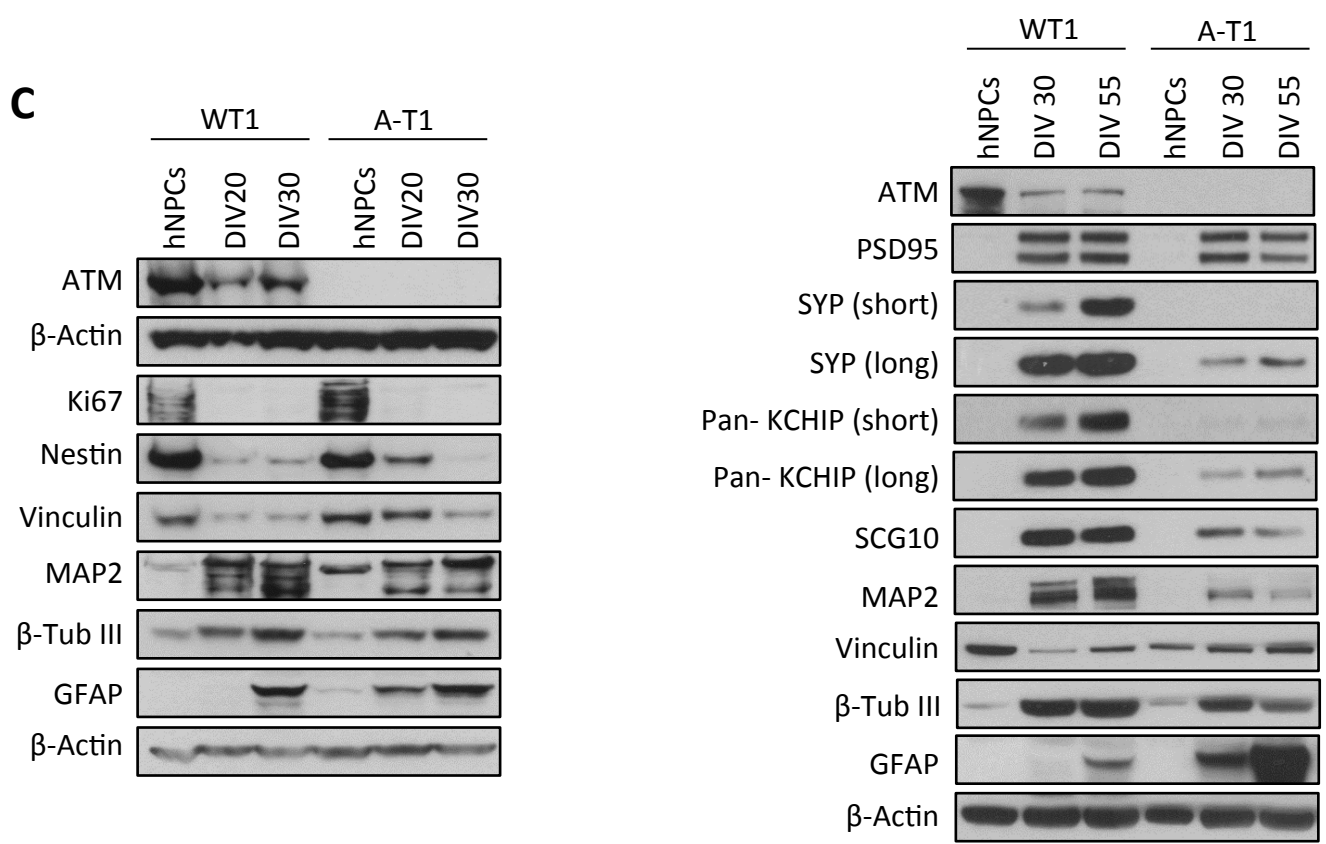 C
WT1 A-T1
hNPCs DIV20 DIV30 hNPCs DIV20 DIV30
ATM
β-Actin
Ki67
Nestin
Vinculin
MAP2
β-Tub III
GFAP
β-Actin
WT1 A-T1
hNPCs DIV 30 DIV 55 hNPCs DIV 30 DIV 55
ATM
PSD95
SYP (short)
SYP (long)
Pan- KCHIP (short)
Pan- KCHIP (long)
SCG10
MAP2
Vinculin
β-Tub III
GFAP
β-Actin